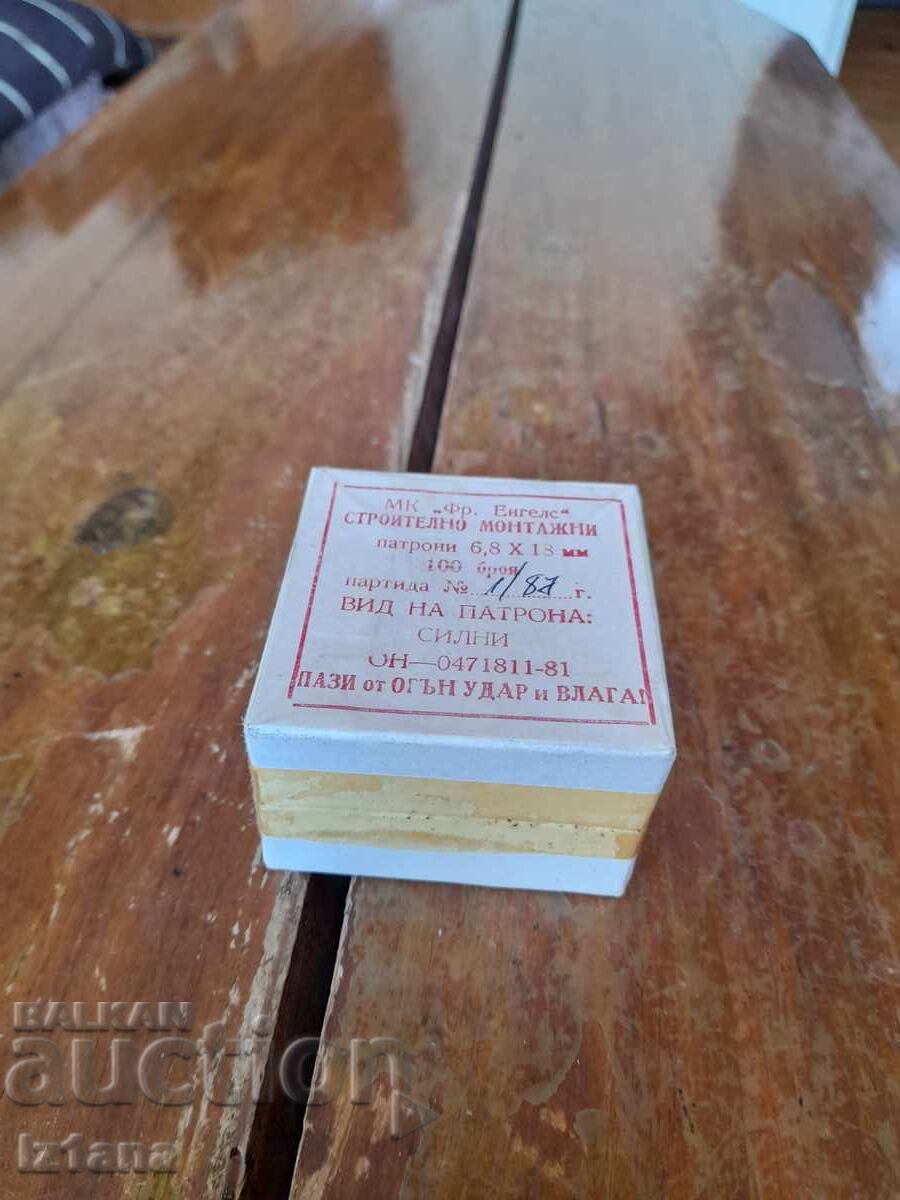 МК „Фр. Енгелс“
СТРОИТЕЛНО МОНТАЖНИ
патрони 6,8 X 18 мм
100 броя
партида № 1/87 г.
ВИД НА ПАТРОНА:
СИЛНИ
ОН—0471811-81
ПАЗИ от ОГЪН УДАР и ВЛАГА!
BALKAN
auction
iz1ana